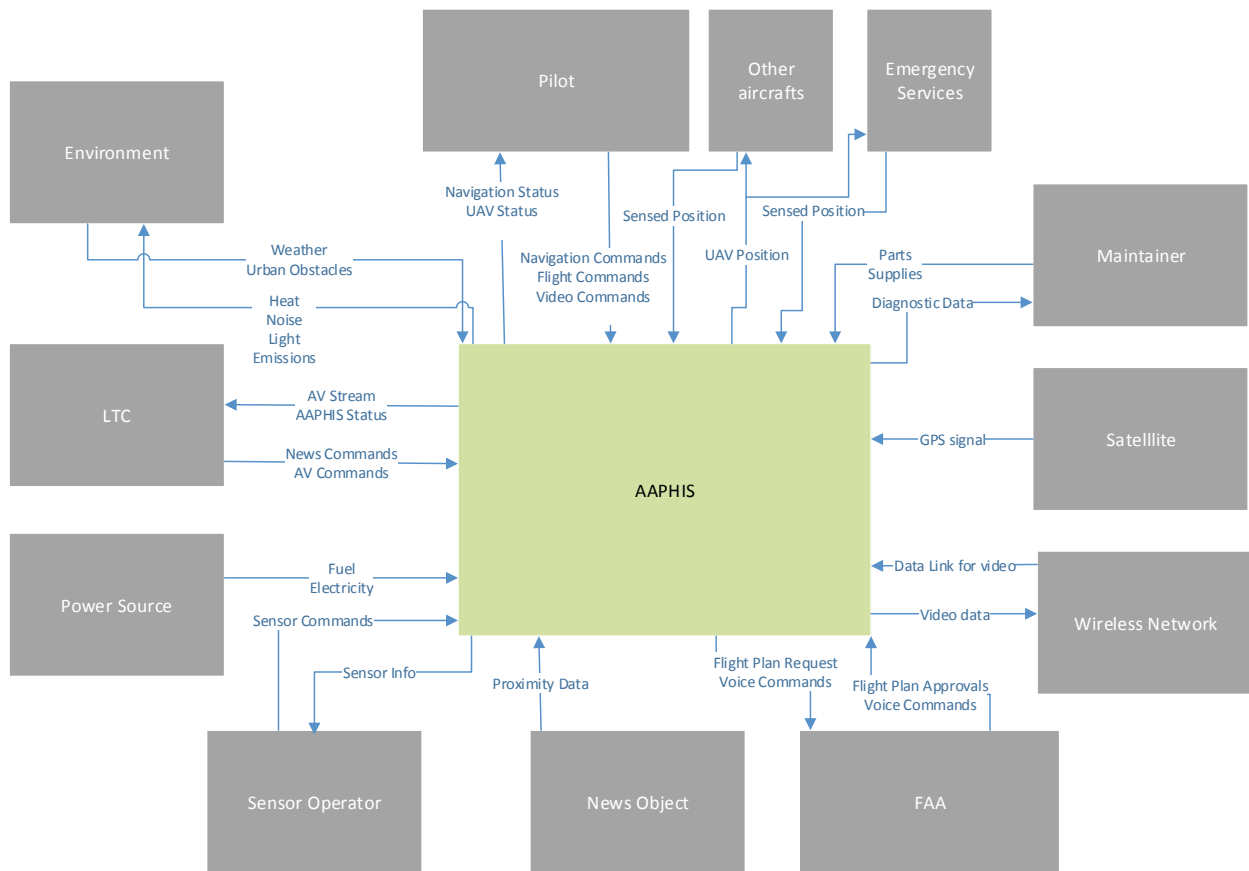 Pilot
Other
aircrafts
Emergency
Services
Environment
Navigation Status
UAV Status
Sensed Position
Sensed Position
Maintainer
Weather
Urban Obstacles
Navigation Commands
Flight Commands
Video Commands
UAV Position
Parts
Supplies
Diagnostic Data
Heat
Noise
Light
Emissions
LTC
AV Stream
AAPHIS Status
News Commands
AV Commands
GPS signal
Satelllite
AAPHIS
Power Source
Fuel
Electricity
Data Link for video
Video data
Wireless Network
Sensor Commands
Sensor Info
Proximity Data
Flight Plan Request
Voice Commands
Flight Plan Approvals
Voice Commands
Sensor Operator
News Object
FAA